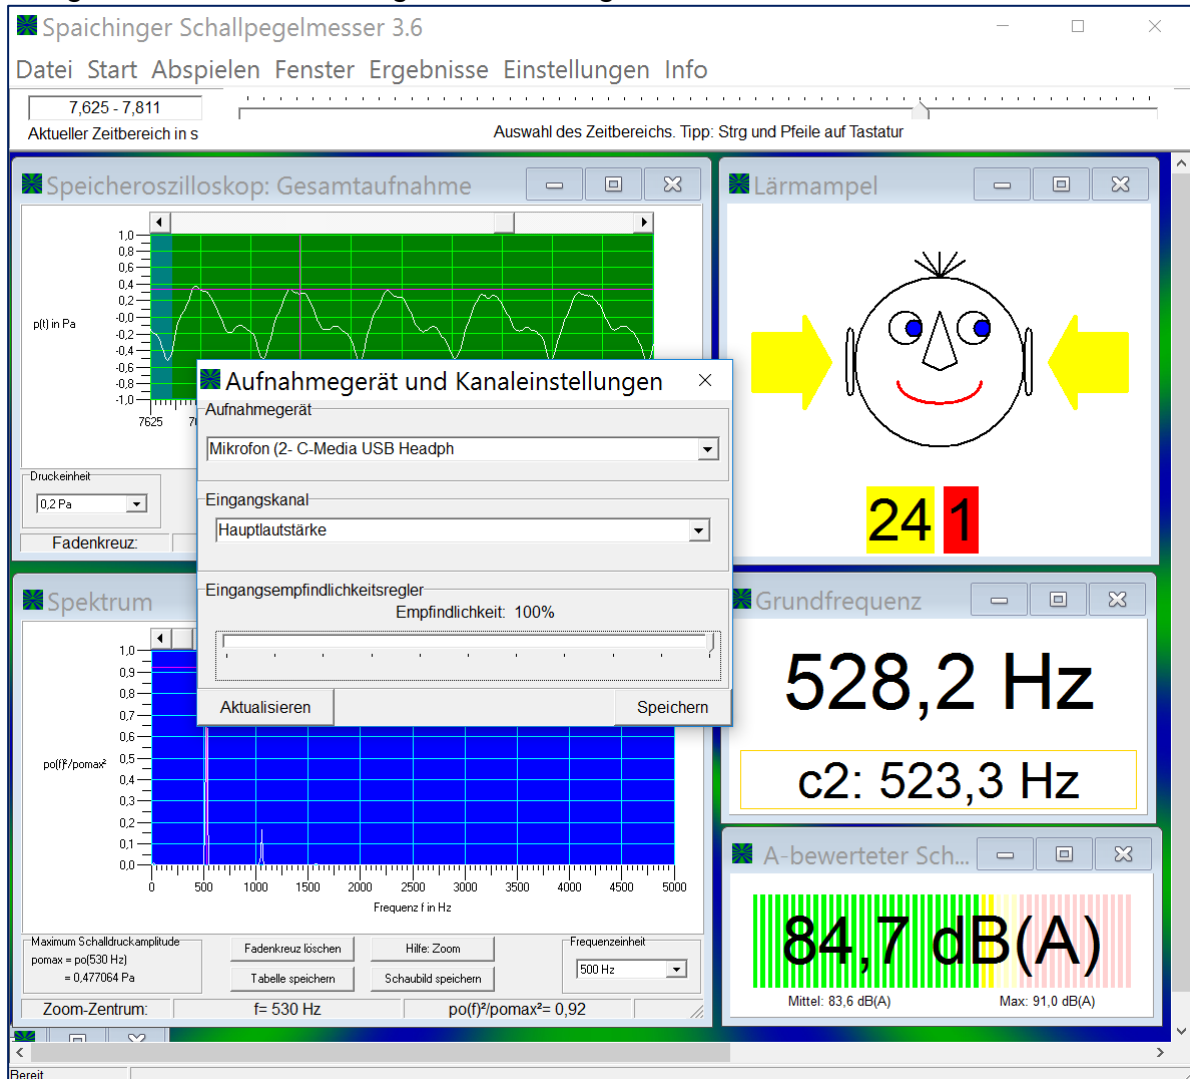 Spaichinger Schallpegelmesser 3.6
Datei Start Abspielen Fenster Ergebnisse Einstellungen Info
7,625 - 7,811
Aktueller Zeitbereich in s
Auswahl des Zeitbereichs. Tipp: Strg und Pfeile auf Tastatur
Speicheroszilloskop: Gesamtaufnahme
1,0
0,8
0,6
0,4
0,2
-0,0
-0,2
-0,4
-0,6
-0,8
-1,0
p(t) in Pa
7625
Druckeinheit
0,2 Pa
Fadenkreuz:
Lärmampel
24 1
Aufnahmegerät und Kanaleinstellungen
Aufnahmegerät
Mikrofon (2- C-Media USB Headph
Eingangskanal
Hauptlautstärke
Eingangsempfindlichkeitsregler
Empfindlichkeit: 100%
Aktualisieren
Speichern
Spektrum
1,0
0,9
0,8
0,7
0,6
0,5
0,4
0,3
0,2
0,1
0,0
po(f)²/pomax²
0 500 1000 1500 2000 2500 3000 3500 4000 4500 5000
Frequenz f in Hz
Maximum Schalldruckamplitude
pomax = po(530 Hz)
= 0,477064 Pa
Fadenkreuz löschen
Hilfe: Zoom
Tabelle speichern
Schaubild speichern
Frequenzeinheit
500 Hz
Zoom-Zentrum:
f= 530 Hz
po(f)²/pomax²= 0,92
Grundfrequenz
528,2 Hz
c2: 523,3 Hz
A-bewerteter Sch...
84,7 dB(A)
Mittel: 83,6 dB(A)
Max: 91,0 dB(A)
Bereit